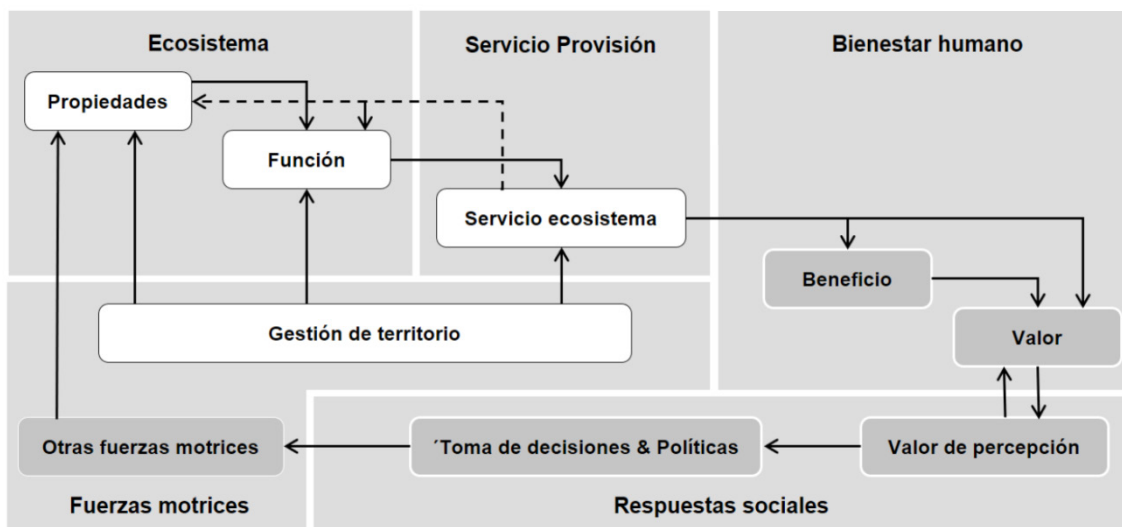 Ecosistema
Servicio Provisión
Bienestar humano
Propiedades
Función
Servicio ecosistema
Beneficio
Gestión de territorio
Valor
Otras fuerzas motrices
´Toma de decisiones & Políticas
Valor de percepción
Fuerzas motrices
Respuestas sociales